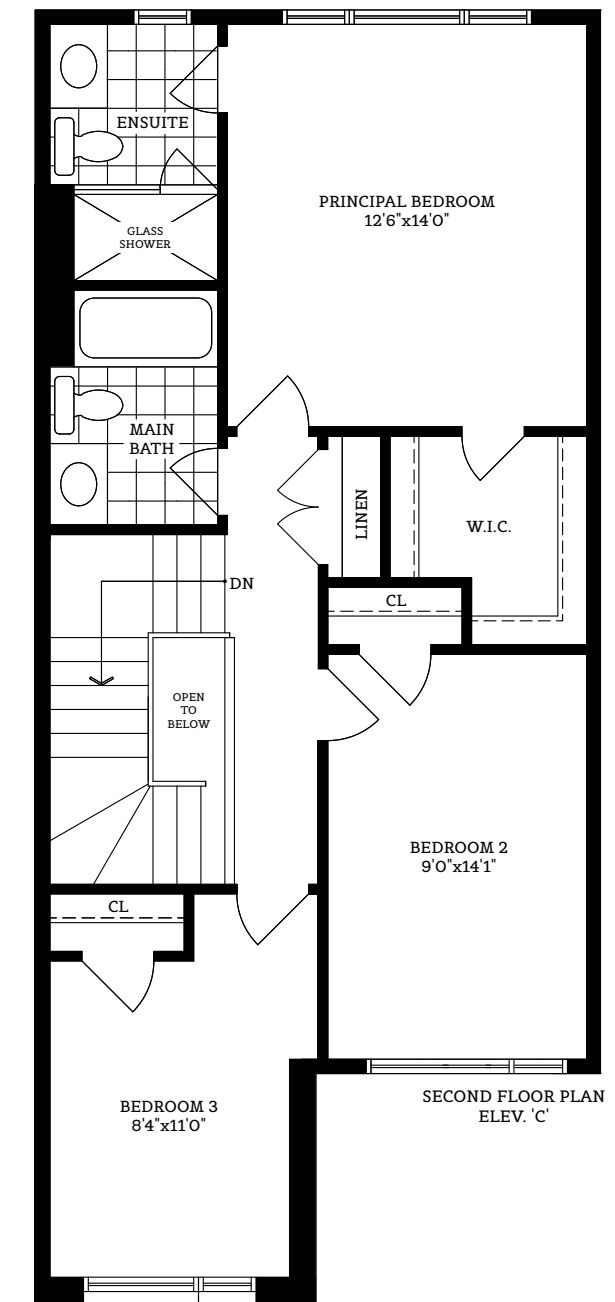 ENSUITE
PRINCIPAL BEDROOM
12'6"x14'0"
GLASS
SHOWER
MAIN
BATH
LINEN
W.I.C.
DN
CL
OPEN
TO
BELOW
BEDROOM 2
9'0"x14'1"
CL
BEDROOM 3
8'4"x11'0"
SECOND FLOOR PLAN
ELEV. 'C'